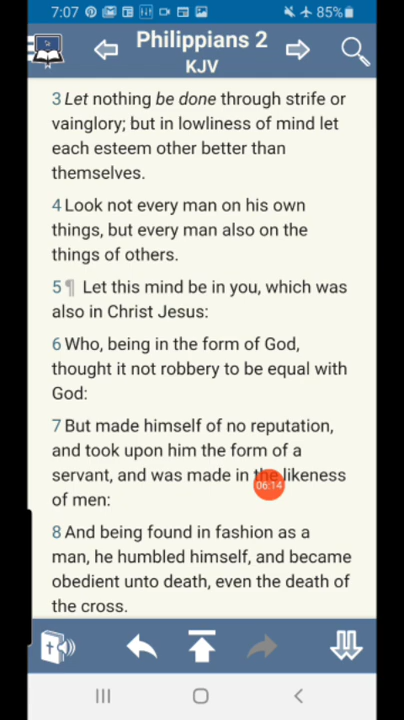 7:07 85%
Philippians 2
KJV
3 Let nothing be done through strife or
vainglory; but in lowliness of mind let
each esteem other better than
themselves.
4 Look not every man on his own
things, but every man also on the
things of others.
5 ¶ Let this mind be in you, which was
also in Christ Jesus:
6 Who, being in the form of God,
thought it not robbery to be equal with
God:
7 But made himself of no reputation,
and took upon him the form of a
servant, and was made in the likeness
06:14
of men:
8 And being found in fashion as a
man, he humbled himself, and became
obedient unto death, even the death of
the cross.